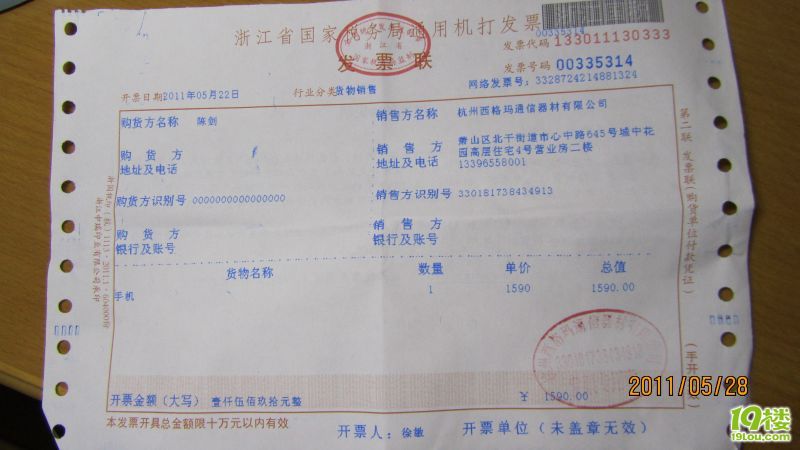 浙江省国家税务局通用机打发票
00335314
发票联
发票代码 133011130333
发票号码 00335314
开票日期2011年05月22日
行业分类货物销售
网络发票号: 3328724214881324
购货方名称 陈剑
销售方名称 杭州西格玛通信器材有限公司
购货方
地址及电话
销售方
地址及电话
萧山区北干街道市心中路645号城中花
园高层住宅4号营业房二楼
13396558001
购货方识别号 0000000000000000
销售方识别号 330181738434913
购货方
银行及账号
销售方
银行及账号
货物名称 数量 单价 总值
手机 1 1590 1590.00
开票金额(大写) 壹仟伍佰玖拾元整 ¥ 1590.00
本发票开具总金额限十万元以内有效
开票人: 徐敏
开票单位(未盖章无效)
第二联 发票联(购货单位付款凭证)
(手开
2011/05/28
19楼
19lou.com